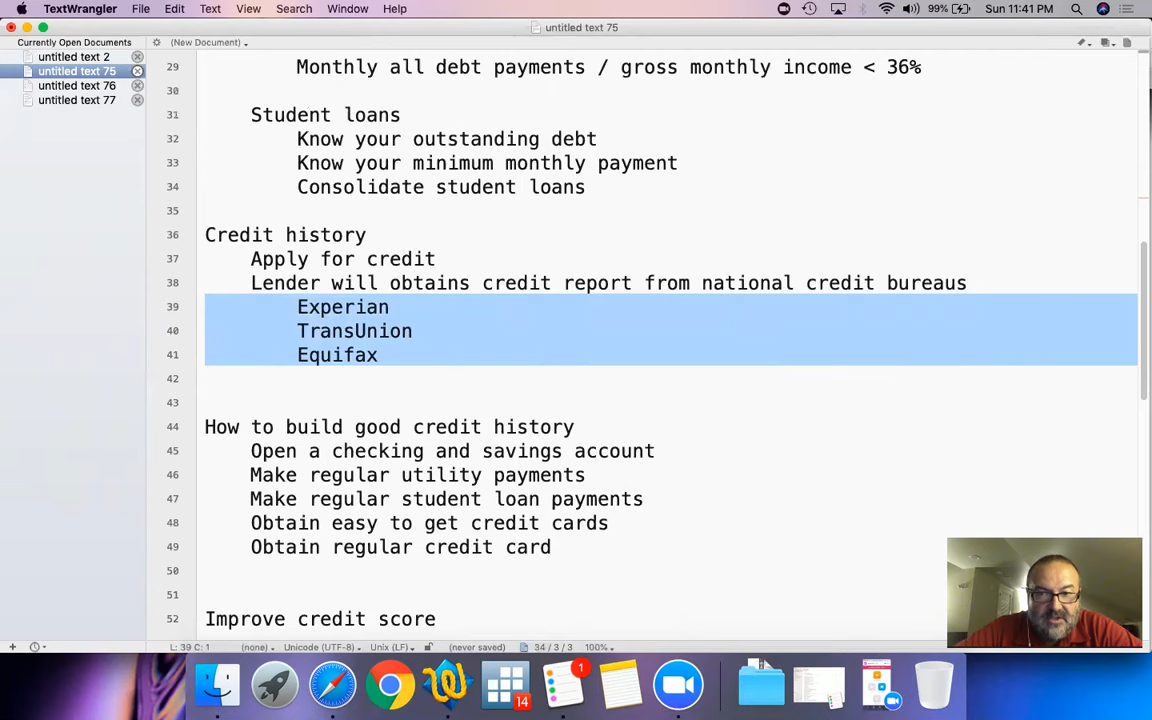 TextWrangler File Edit Text View Search Window Help 99% Sun 11:41 PM
untitled text 75
Currently Open Documents (New Document)
untitled text 2
untitled text 75
untitled text 76
untitled text 77
29 Monthly all debt payments / gross monthly income < 36%
30
31 Student loans
32 Know your outstanding debt
33 Know your minimum monthly payment
34 Consolidate student loans
35
36 Credit history
37 Apply for credit
38 Lender will obtains credit report from national credit bureaus
39 Experian
40 TransUnion
41 Equifax
42
43
44 How to build good credit history
45 Open a checking and savings account
46 Make regular utility payments
47 Make regular student loan payments
48 Obtain easy to get credit cards
49 Obtain regular credit card
50
51
52 Improve credit score
L: 39 C: 1 (none) Unicode (UTF-8) Unix (LF) (never saved) 34 / 3 / 3 100%
1
14